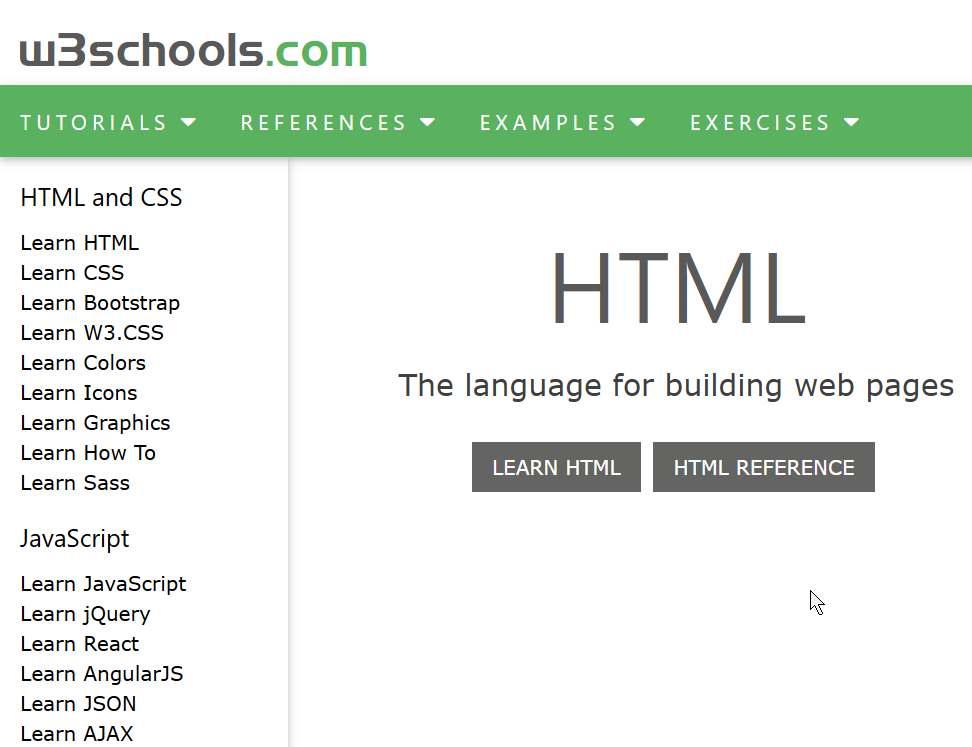 w3schools.com
TUTORIALS REFERENCES EXAMPLES EXERCISES
HTML and CSS
Learn HTML
Learn CSS
Learn Bootstrap
Learn W3.CSS
Learn Colors
Learn Icons
Learn Graphics
Learn How To
Learn Sass
JavaScript
Learn JavaScript
Learn jQuery
Learn React
Learn AngularJS
Learn JSON
Learn AJAX
HTML
The language for building web pages
LEARN HTML HTML REFERENCE